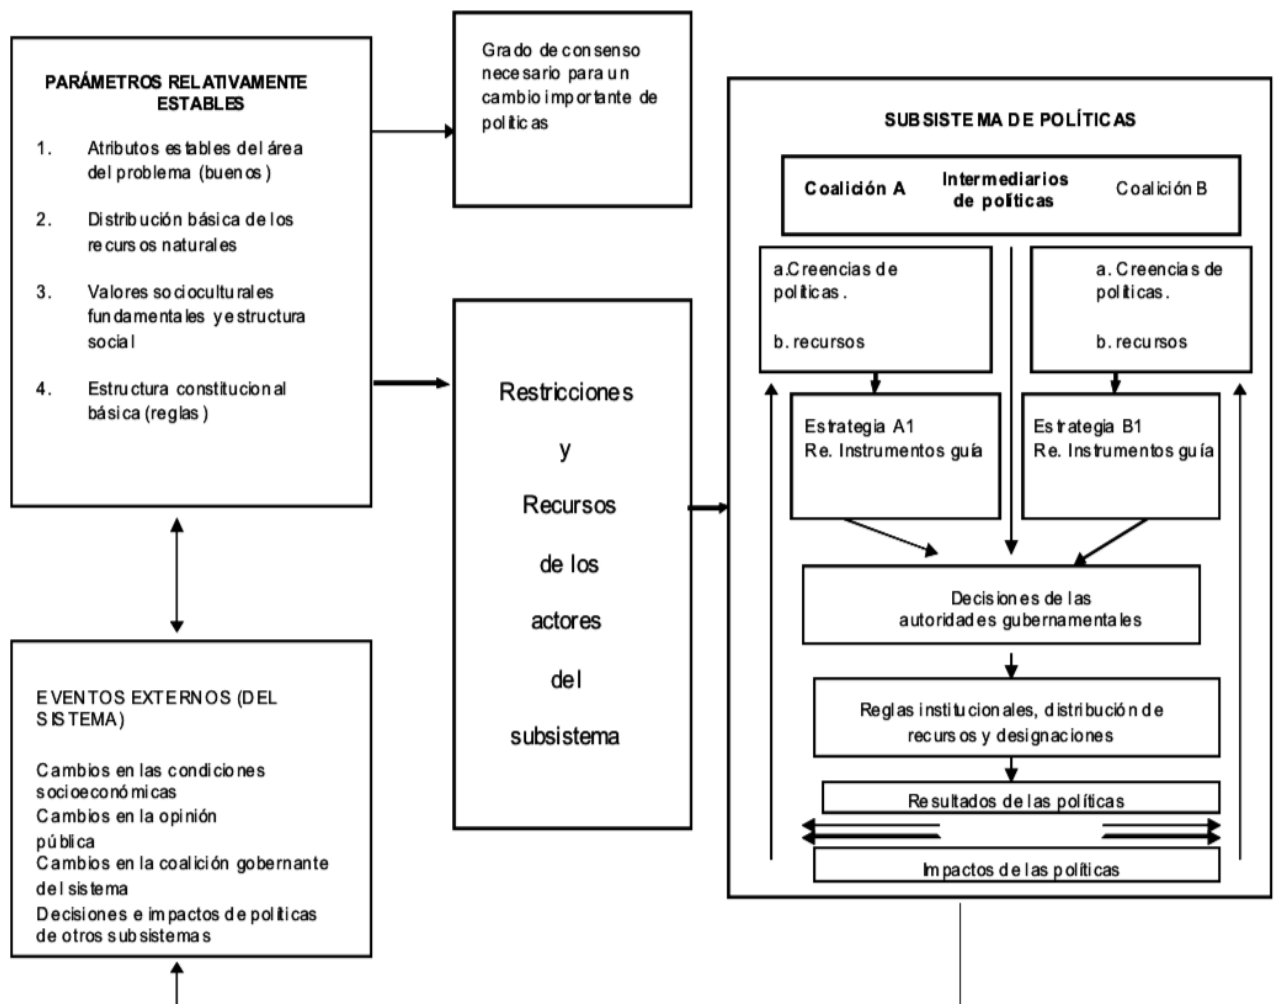 PARÁMETROS RELATIVAMENTE
ESTABLES
1. Atributos estables del área
del problema (buenos)
2. Distribución básica de los
recursos naturales
3. Valores socioculturales
fundamentales y estructura
social
4. Estructura constitucional
básica (reglas)
Grado de consenso
necesario para un
cambio importante de
políticas
Restricciones
y
Recursos
de los
actores
del
subsistema
EVENTOS EXTERNOS (DEL
SISTEMA)
Cambios en las condiciones
socioeconómicas
Cambios en la opinión
pública
Cambios en la coalición gobernante
del sistema
Decisiones e impactos de políticas
de otros subsistemas
SUBSISTEMA DE POLÍTICAS
Coalición A
Intermediarios
de políticas
Coalición B
a.Creencias de
políticas.
b. recursos
a. Creencias de
políticas.
b. recursos
Estrategia A1
Re. Instrumentos guía
Estrategia B1
Re. Instrumentos guía
Decisiones de las
autoridades gubernamentales
Reglas institucionales, distribución de
recursos y designaciones
Resultados de las políticas
Impactos de las políticas